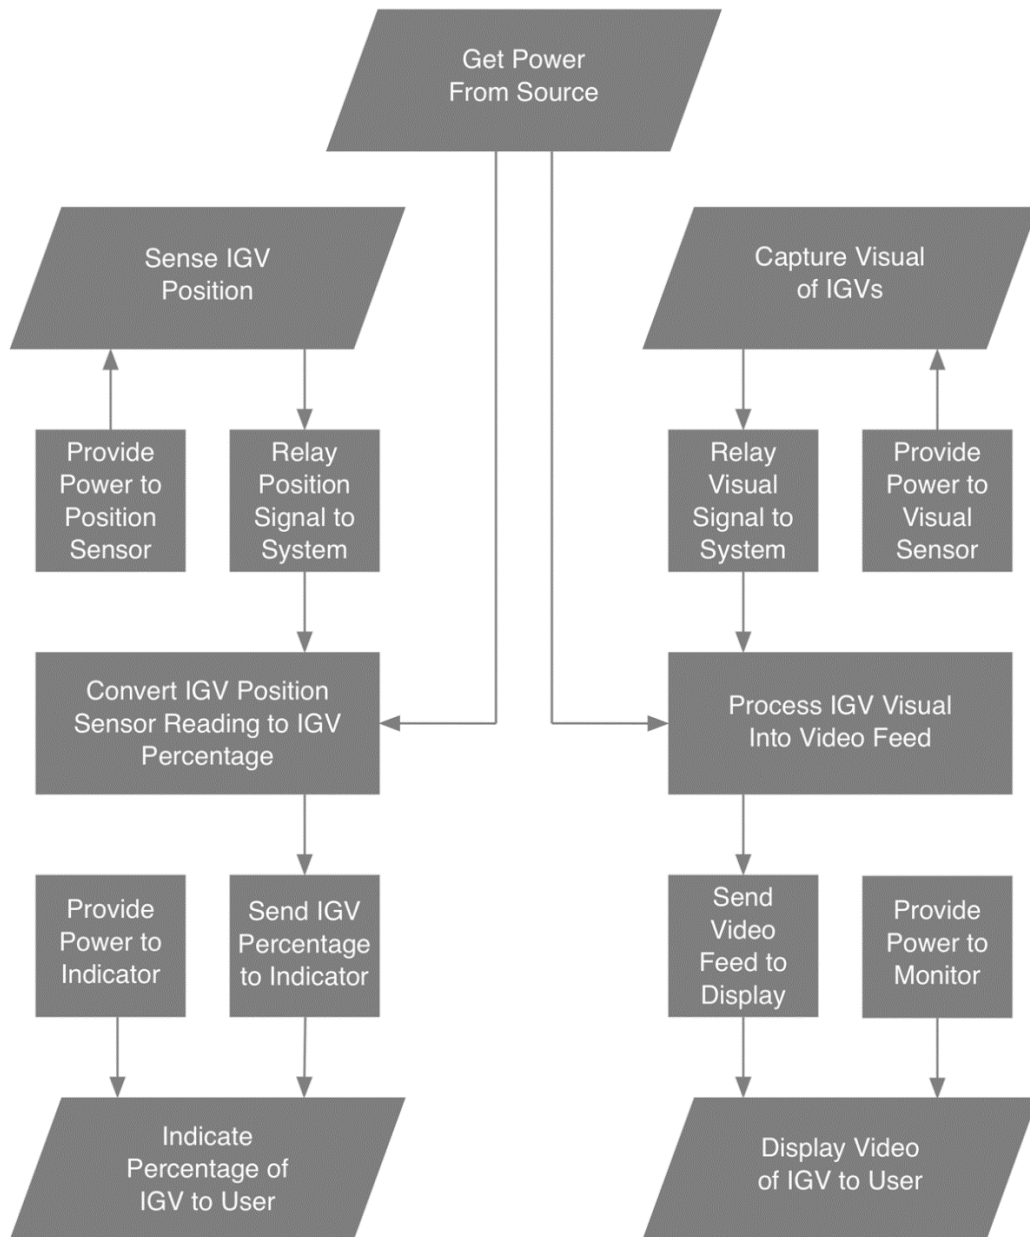 Get Power
From Source
Sense IGV
Position
Capture Visual
of IGVs
Provide
Power to
Position
Sensor
Relay
Position
Signal to
System
Relay
Visual
Signal to
System
Provide
Power to
Visual
Sensor
Convert IGV Position
Sensor Reading to IGV
Percentage
Process IGV Visual
Into Video Feed
Provide
Power to
Indicator
Send IGV
Percentage
to Indicator
Send
Video
Feed to
Display
Provide
Power to
Monitor
Indicate
Percentage of
IGV to User
Display Video
of IGV to User